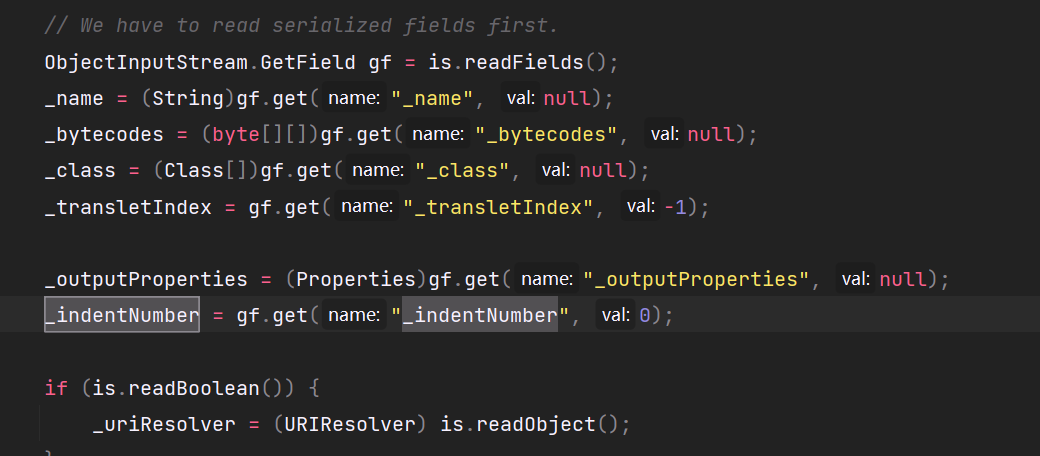 // We have to read serialized fields first.
ObjectInputStream.GetField gf = is.readFields();
_name = (String)gf.get( name: "_name", val: null);
_bytecodes = (byte[][])gf.get( name: "_bytecodes", val: null);
_class = (Class[])gf.get( name: "_class", val: null);
_transletIndex = gf.get( name: "_transletIndex", val: -1);
_outputProperties = (Properties)gf.get( name: "_outputProperties", val: null);
_indentNumber = gf.get( name: "_indentNumber", val: 0);
if (is.readBoolean()) {
_uriResolver = (URIResolver) is.readObject();
}